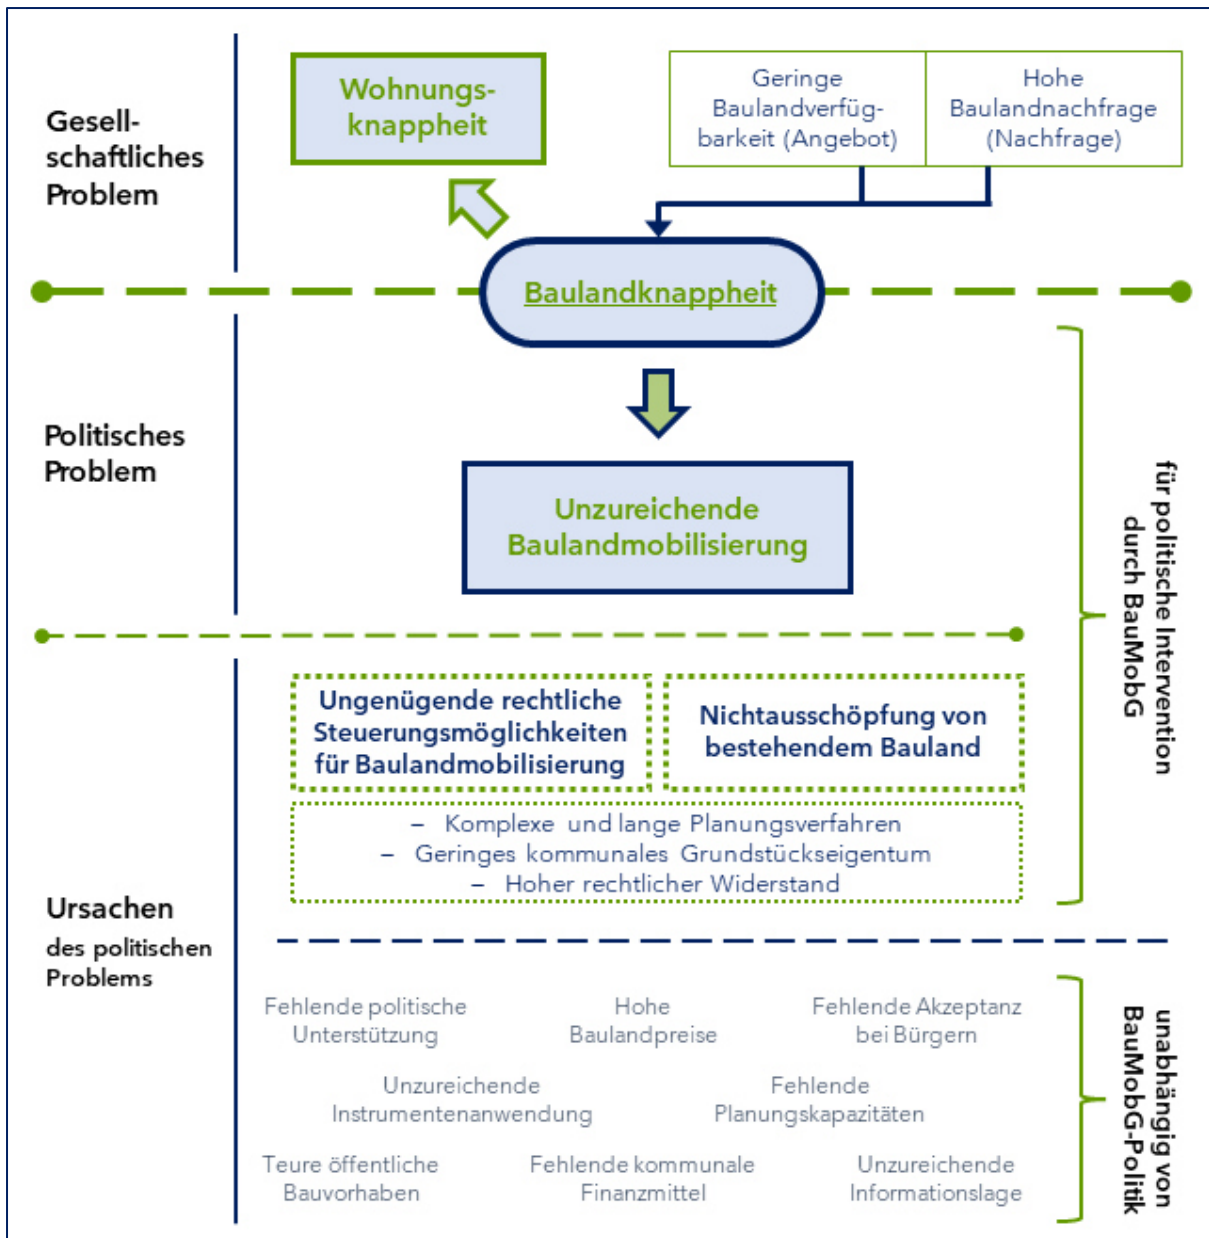 Gesell-
schaftliches
Problem
Wohnungs-
knappheit
Geringe
Baulandverfüg-
barkeit (Angebot)
Hohe
Baulandnachfrage
(Nachfrage)
Baulandknappheit
Politisches
Problem
Unzureichende
Baulandmobilisierung
für politische Intervention
durch BauMobG
Ursachen
des politischen
Problems
Ungenügende rechtliche
Steuerungsmöglichkeiten
für Baulandmobilisierung
Nichtausschöpfung von
bestehendem Bauland
– Komplexe und lange Planungsverfahren
– Geringes kommunales Grundstückseigentum
– Hoher rechtlicher Widerstand
Fehlende politische
Unterstützung
Hohe
Baulandpreise
Fehlende Akzeptanz
bei Bürgern
Unzureichende
Instrumentenanwendung
Fehlende
Planungskapazitäten
Teure öffentliche
Bauvorhaben
Fehlende kommunale
Finanzmittel
Unzureichende
Informationslage
unabhängig von
BauMobG-Politik